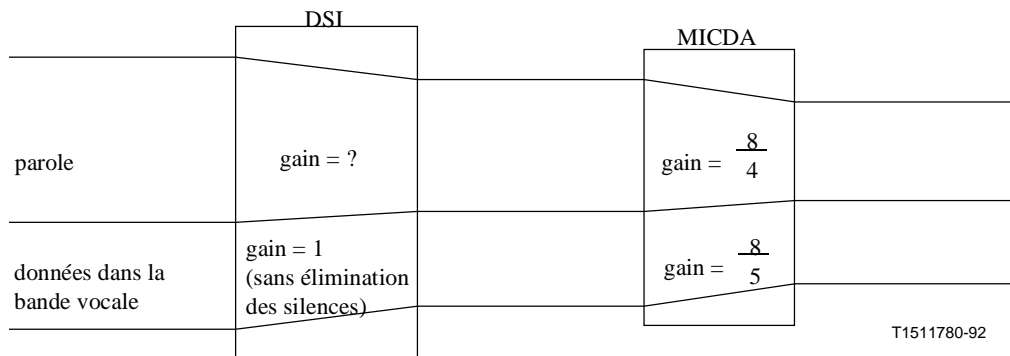 DSI
MICDA
parole
gain = ?
gain = 8/4
données dans la
bande vocale
gain = 1
(sans élimination
des silences)
gain = 8/5
T1511780-92